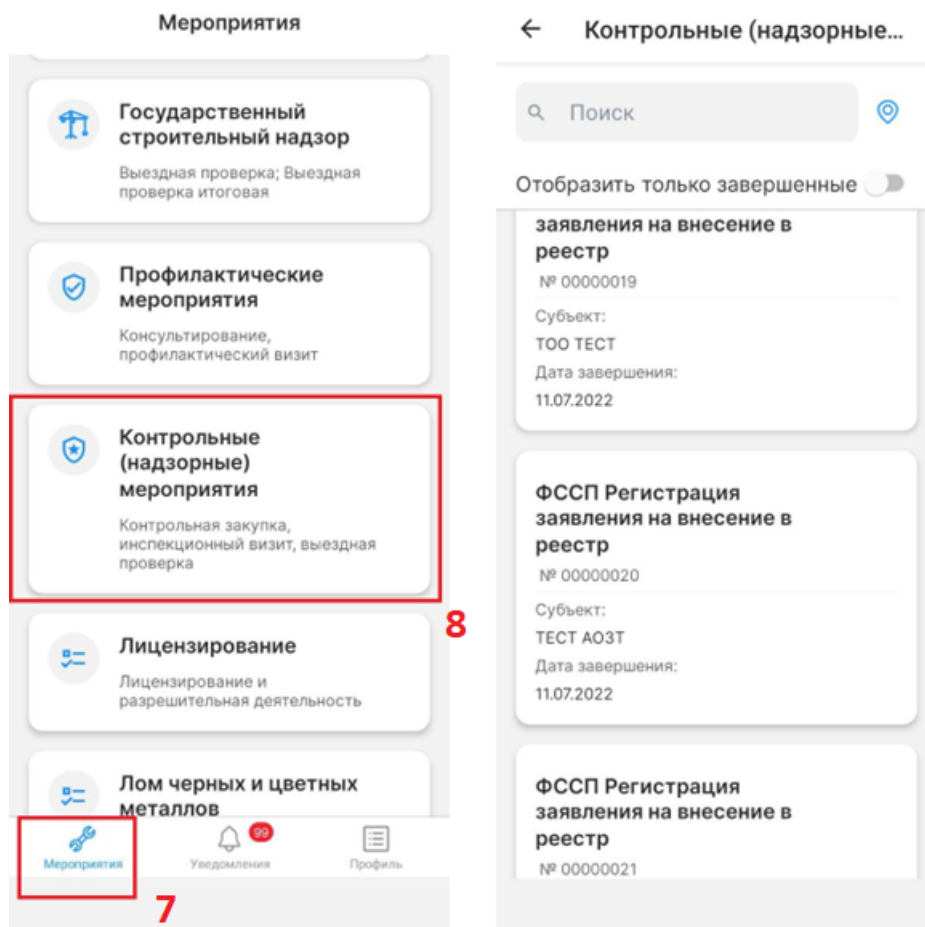 Мероприятия
Государственный
строительный надзор
Выездная проверка; Выездная
проверка итоговая
Профилактические
мероприятия
Консультирование,
профилактический визит
Контрольные
(надзорные)
мероприятия
Контрольная закупка,
инспекционный визит, выездная
проверка
8
Лицензирование
Лицензирование и
разрешительная деятельность
Лом черных и цветных
металлов
99
Мероприятия
Уведомления
Профиль
7
Контрольные (надзорные...
Поиск
Отобразить только завершенные
заявления на внесение в
реестр
№ 00000019
Субъект:
ТОО ТЕСТ
Дата завершения:
11.07.2022
ФССП Регистрация
заявления на внесение в
реестр
№ 00000020
Субъект:
ТЕСТ АОЗТ
Дата завершения:
11.07.2022
ФССП Регистрация
заявления на внесение в
реестр
№ 00000021